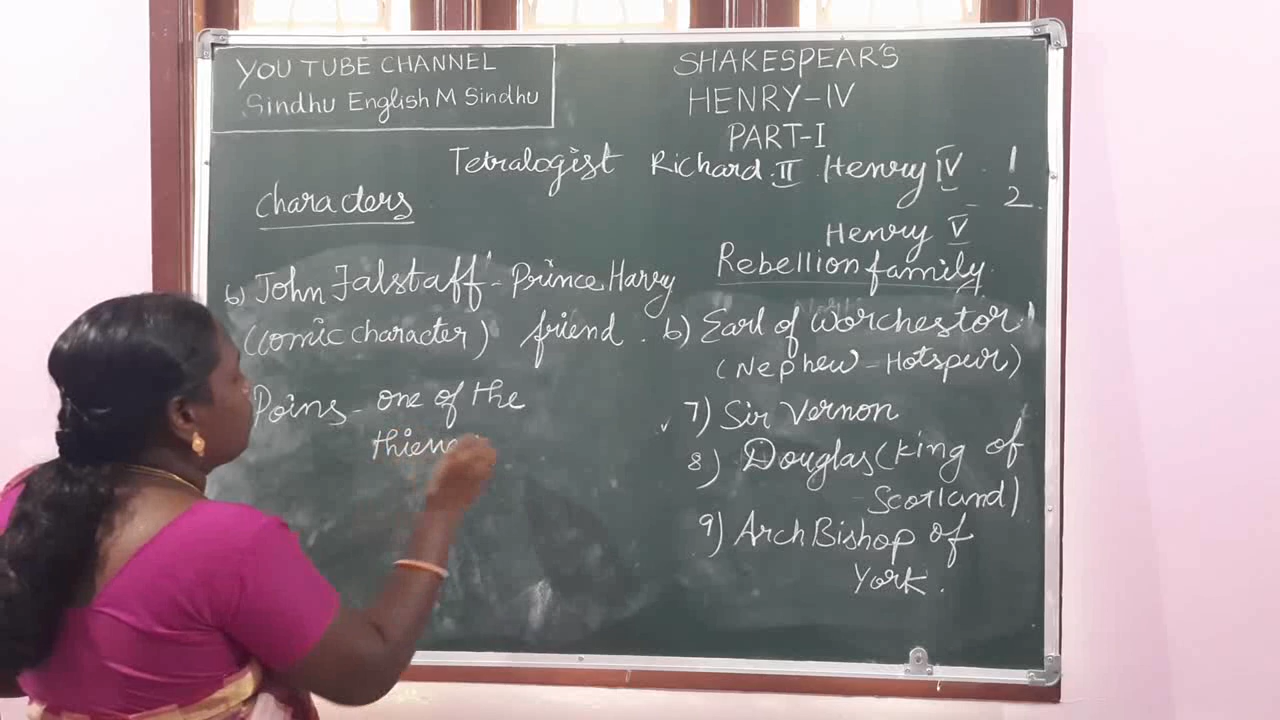 YOU TUBE CHANNEL
Sindhu English M Sindhu
SHAKESPEAR'S
HENRY-IV
PART-I
Tetralogist Richard II Henry IV - 1
- 2
Henry V
Characters
6) John Falstaff - Prince Harry
(comic character) friend.
Poins - one of the
Rebellion family
6) Earl of Worchestor
(Nephew - Hotspur)
7) Sir Vernon
8) Douglas (King of
Scotland)
9) Arch Bishop of
York.